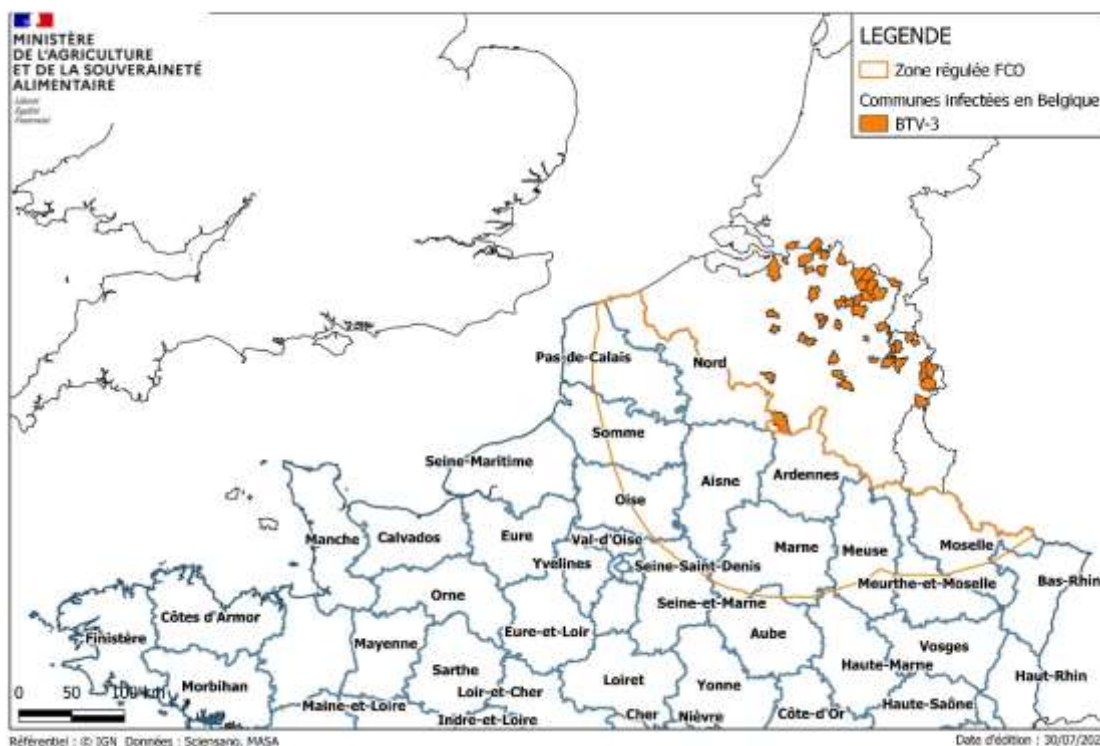 MINISTÈRE
DE L'AGRICULTURE
ET DE LA SOUVERAINETÉ
ALIMENTAIRE
Liberté
Égalité
Fraternité
LEGENDE
Zone régulée FCO
Communes infectées en Belgique
BTV-3
Pas-de-Calais
Nord
Somme
Seine-Maritime
Aisne
Ardennes
Oise
Manche
Calvados
Eure
Val-d'Oise
Marne
Meuse
Moselle
Yvelines
Seine-Saint-Denis
Meurthe-et-Moselle
Bas-Rhin
Orne
Seine-et-Marne
Côtes d'Armor
Finistère
Eure-et-Loir
Aube
Mayenne
Vosges
Sarthe
Haute-Marne
Haut-Rhin
Morbihan
Loiret
Yonne
Loir-et-Cher
Haute-Saône
Maine-et-Loire
Indre-et-Loire
Cher
Nièvre
Côte-d'Or
0 50 100 km
Référentiel : © IGN Données : Sciensano, MASA
Date d'édition : 30/07/202